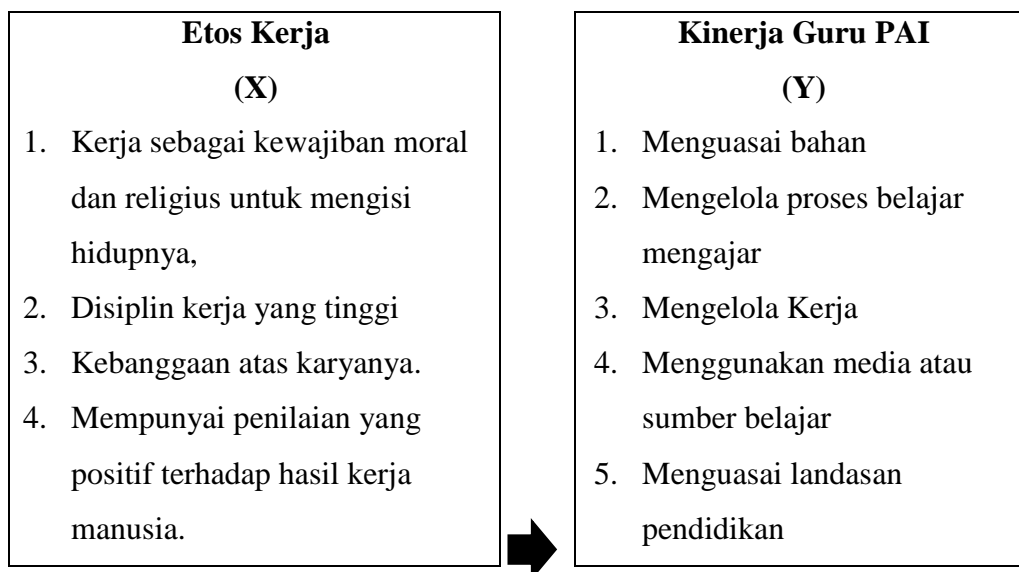 Etos Kerja
(X)
1. Kerja sebagai kewajiban moral
dan religius untuk mengisi
hidupnya,
2. Disiplin kerja yang tinggi
3. Kebanggaan atas karyanya.
4. Mempunyai penilaian yang
positif terhadap hasil kerja
manusia.
Kinerja Guru PAI
(Y)
1. Menguasai bahan
2. Mengelola proses belajar
mengajar
3. Mengelola Kerja
4. Menggunakan media atau
sumber belajar
5. Menguasai landasan
pendidikan